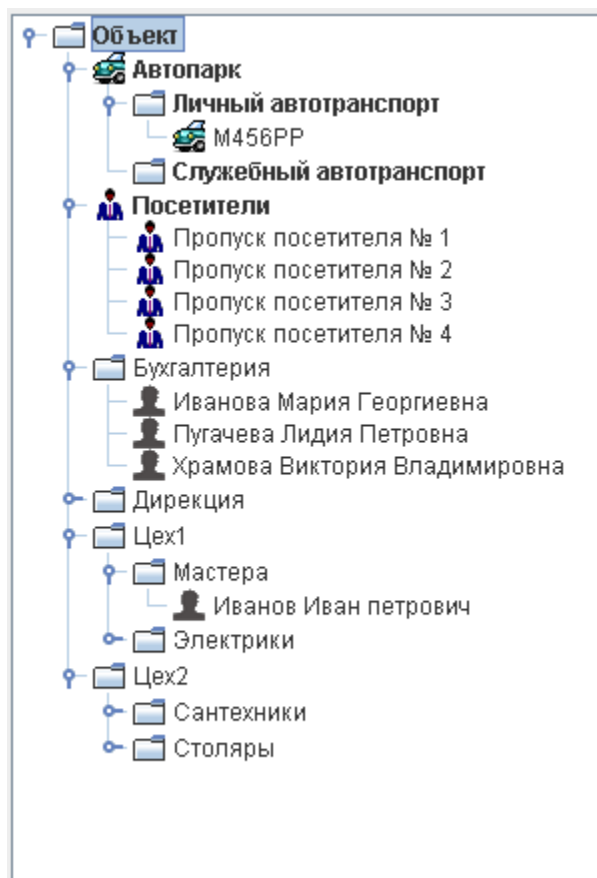 Объект
Автопарк
Личный автотранспорт
М456РР
Служебный автотранспорт
Посетители
Пропуск посетителя № 1
Пропуск посетителя № 2
Пропуск посетителя № 3
Пропуск посетителя № 4
Бухгалтерия
Иванова Мария Георгиевна
Пугачева Лидия Петровна
Храмова Виктория Владимировна
Дирекция
Цех1
Мастера
Иванов Иван петрович
Электрики
Цех2
Сантехники
Столяры